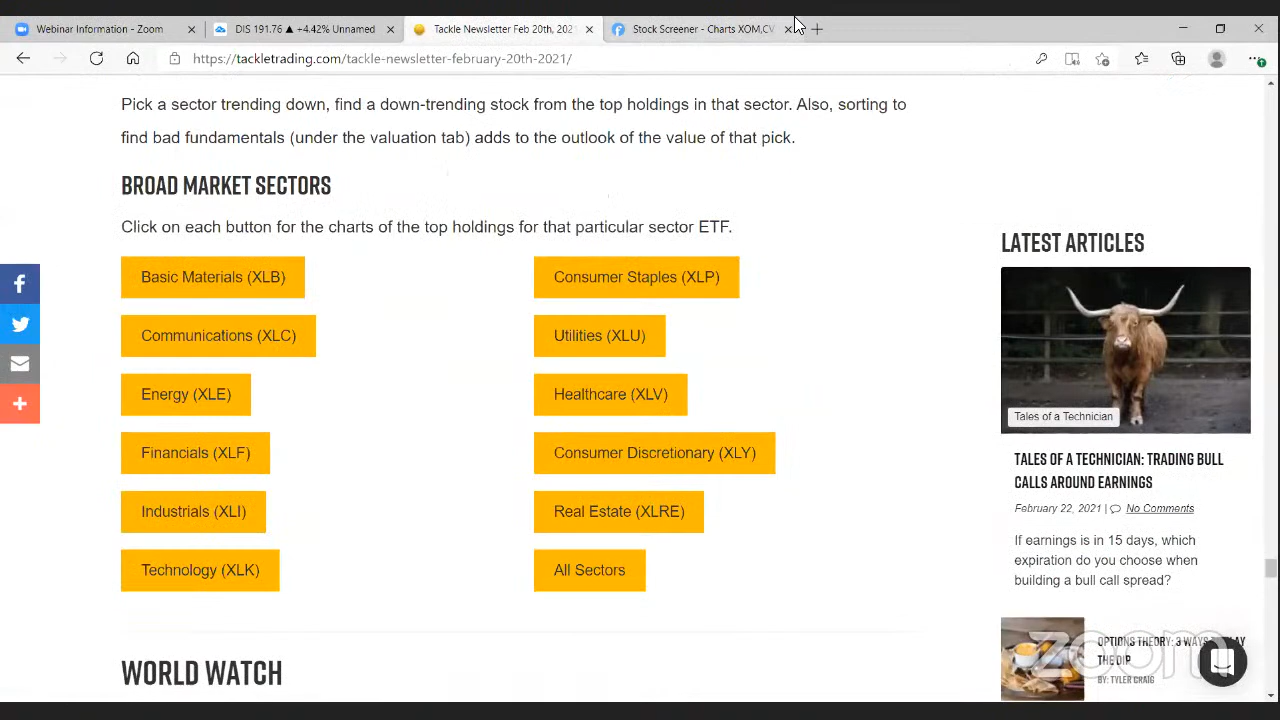 Webinar Information - Zoom
DIS 191.76 ▲ +4.42% Unnamed
Tackle Newsletter Feb 20th, 202
Stock Screener - Charts XOM,CV
https://tackletrading.com/tackle-newsletter-february-20th-2021/
Pick a sector trending down, find a down-trending stock from the top holdings in that sector. Also, sorting to
find bad fundamentals (under the valuation tab) adds to the outlook of the value of that pick.
BROAD MARKET SECTORS
Click on each button for the charts of the top holdings for that particular sector ETF.
Basic Materials (XLB)
Consumer Staples (XLP)
Communications (XLC)
Utilities (XLU)
Energy (XLE)
Healthcare (XLV)
Financials (XLF)
Consumer Discretionary (XLY)
Industrials (XLI)
Real Estate (XLRE)
Technology (XLK)
All Sectors
WORLD WATCH
LATEST ARTICLES
Tales of a Technician
TALES OF A TECHNICIAN: TRADING BULL
CALLS AROUND EARNINGS
February 22, 2021 | No Comments
If earnings is in 15 days, which
expiration do you choose when
building a bull call spread?
OPTIONS THEORY: 3 WAYS PLAY
THE DIP
BY: TYLER CRAIG
zoom